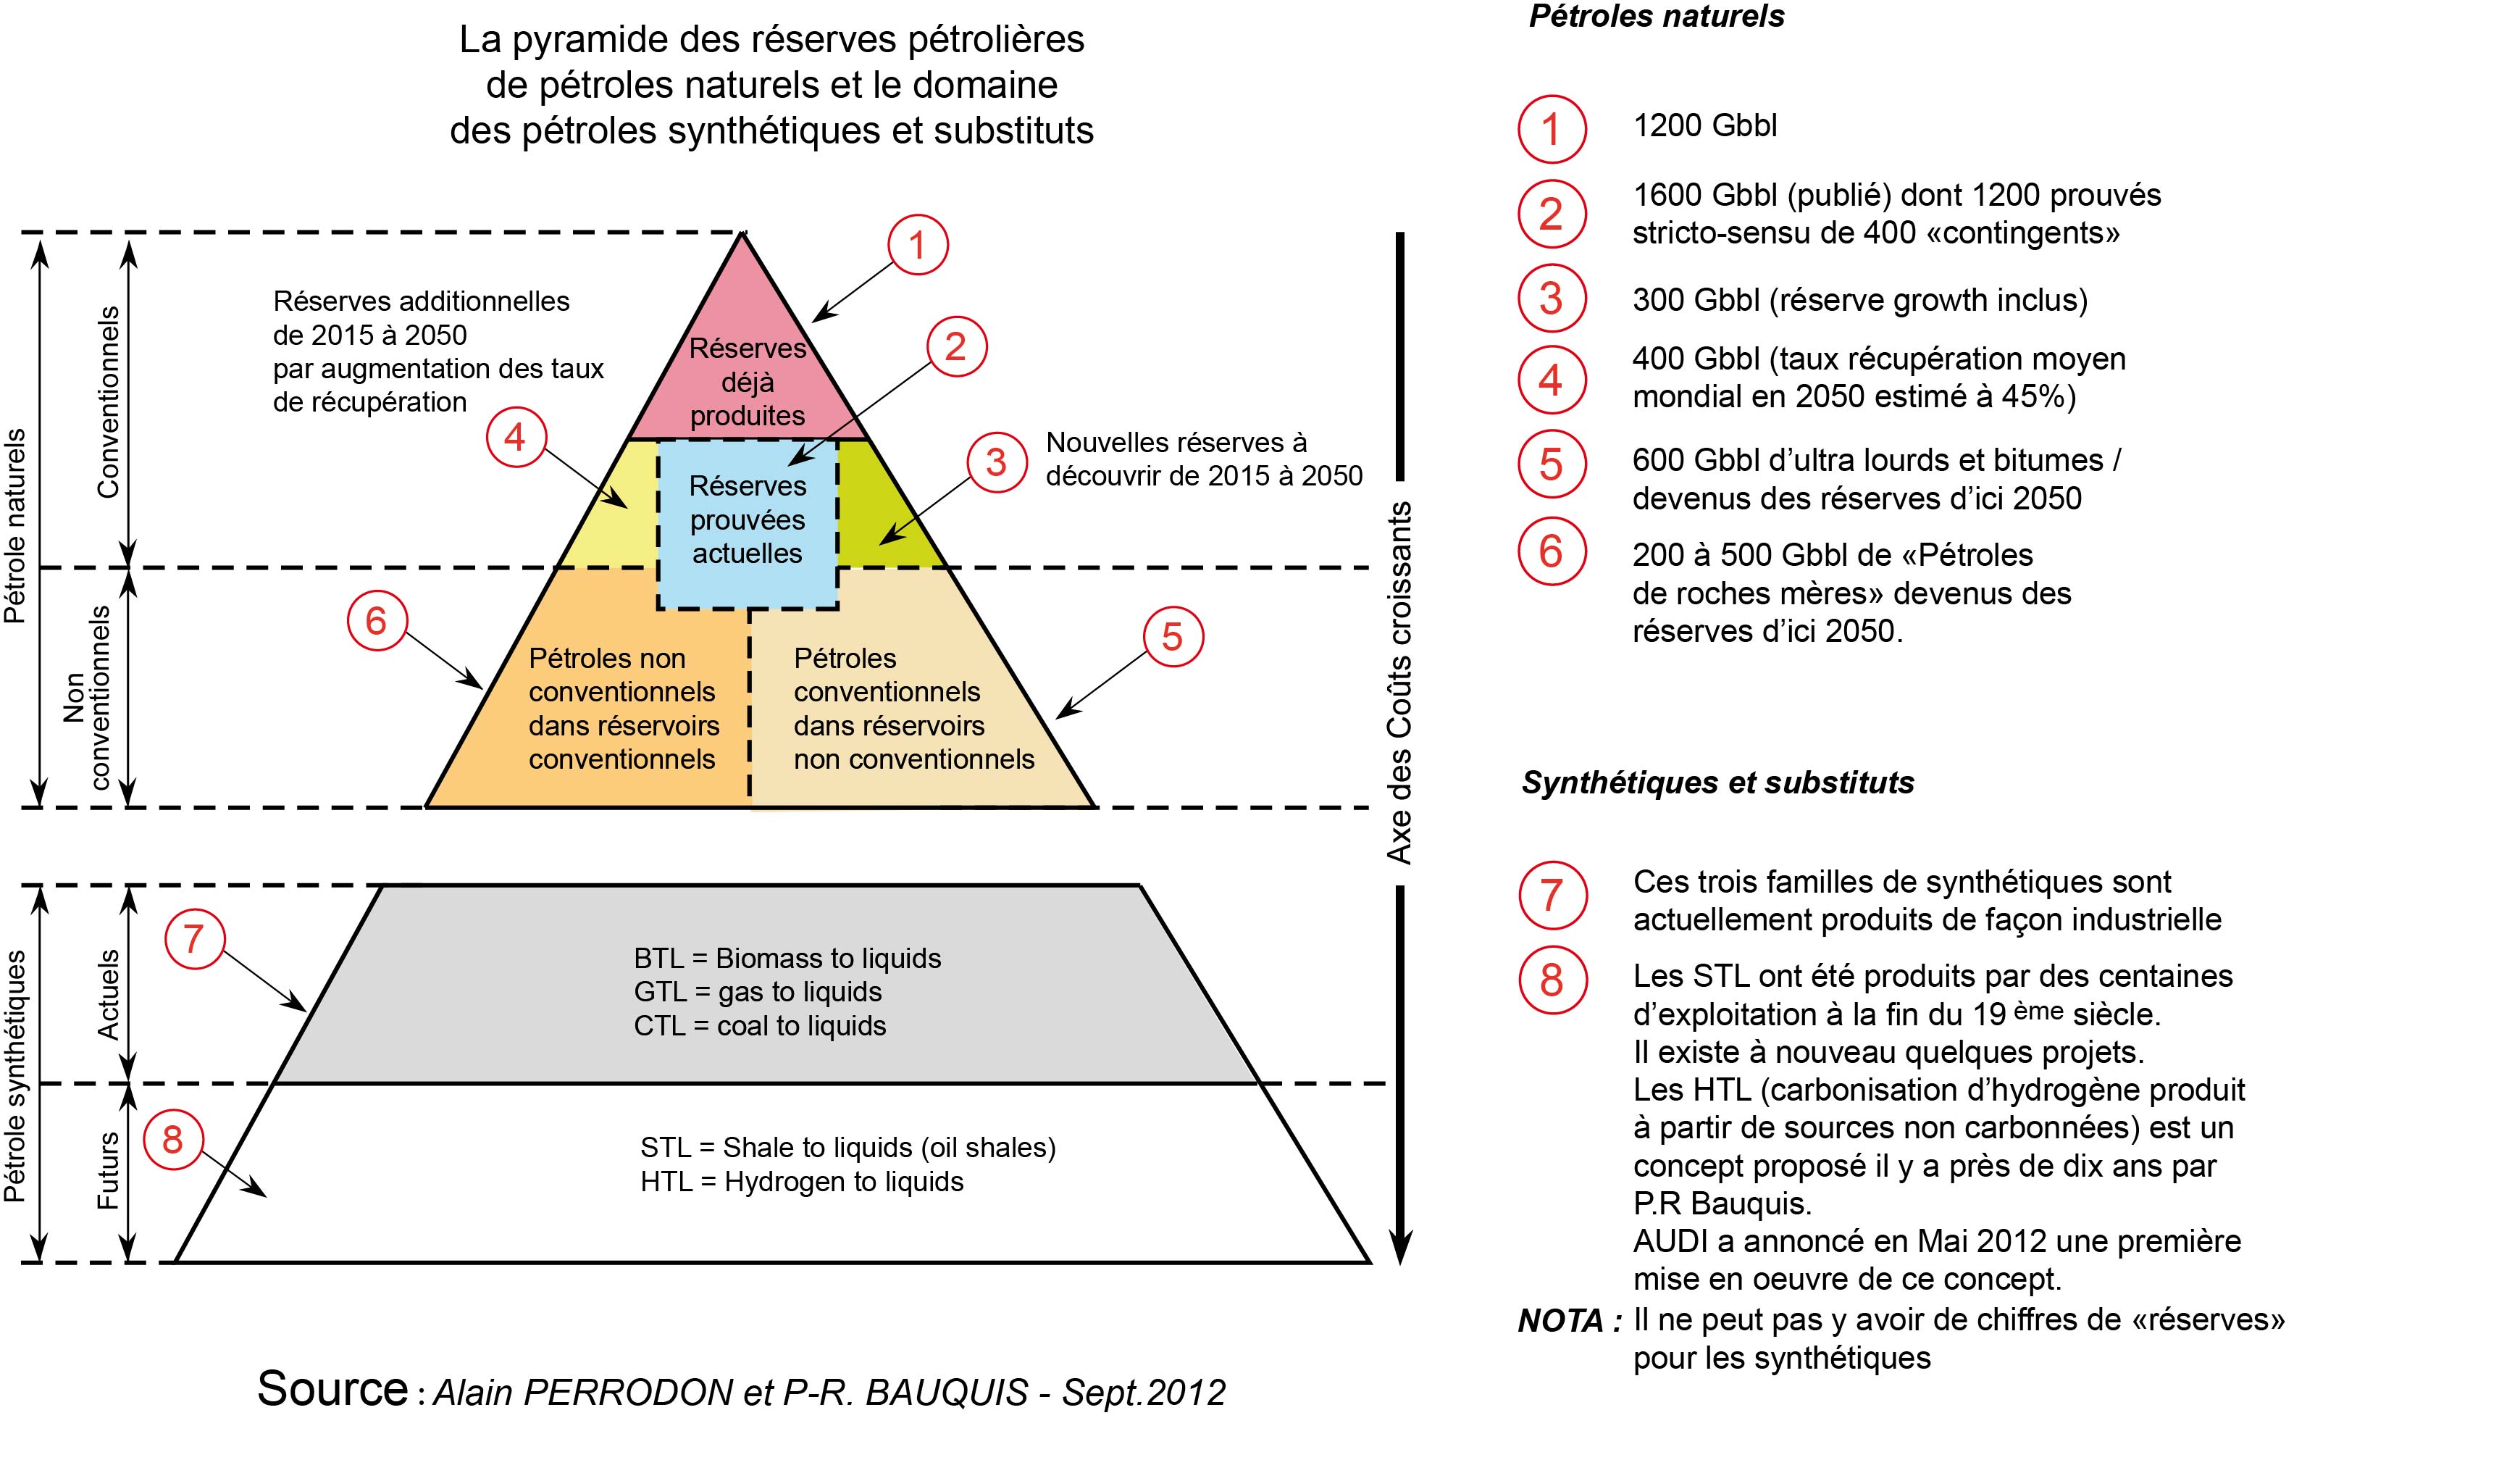 La pyramide des réserves pétrolières
de pétroles naturels et le domaine
des pétroles synthétiques et substituts
Pétrole naturels
Conventionnels
Non
conventionnels
Réserves additionnelles
de 2015 à 2050
par augmentation des taux
de récupération
4
1
2
3
Nouvelles réserves à
découvrir de 2015 à 2050
Réserves
déjà
produites
Réserves
prouvées
actuelles
6
5
Pétroles non
conventionnels
dans réservoirs
conventionnels
Pétroles
conventionnels
dans réservoirs
non conventionnels
Axe des Coûts croissants
Pétrole synthétiques
Actuels
Futurs
7
BTL = Biomass to liquids
GTL = gas to liquids
CTL = coal to liquids
8
STL = Shale to liquids (oil shales)
HTL = Hydrogen to liquids
Source : Alain PERRODON et P-R. BAUQUIS - Sept.2012
Pétroles naturels
1 1200 Gbbl
2 1600 Gbbl (publié) dont 1200 prouvés
stricto-sensu de 400 «contingents»
3 300 Gbbl (réserve growth inclus)
4 400 Gbbl (taux récupération moyen
mondial en 2050 estimé à 45%)
5 600 Gbbl d’ultra lourds et bitumes /
devenus des réserves d’ici 2050
6 200 à 500 Gbbl de «Pétroles
de roches mères» devenus des
réserves d’ici 2050.
Synthétiques et substituts
7 Ces trois familles de synthétiques sont
actuellement produits de façon industrielle
8 Les STL ont été produits par des centaines
d’exploitation à la fin du 19 ème siècle.
Il existe à nouveau quelques projets.
Les HTL (carbonisation d’hydrogène produit
à partir de sources non carbonnées) est un
concept proposé il y a près de dix ans par
P.R Bauquis.
AUDI a annoncé en Mai 2012 une première
mise en oeuvre de ce concept.
NOTA : Il ne peut pas y avoir de chiffres de «réserves»
pour les synthétiques